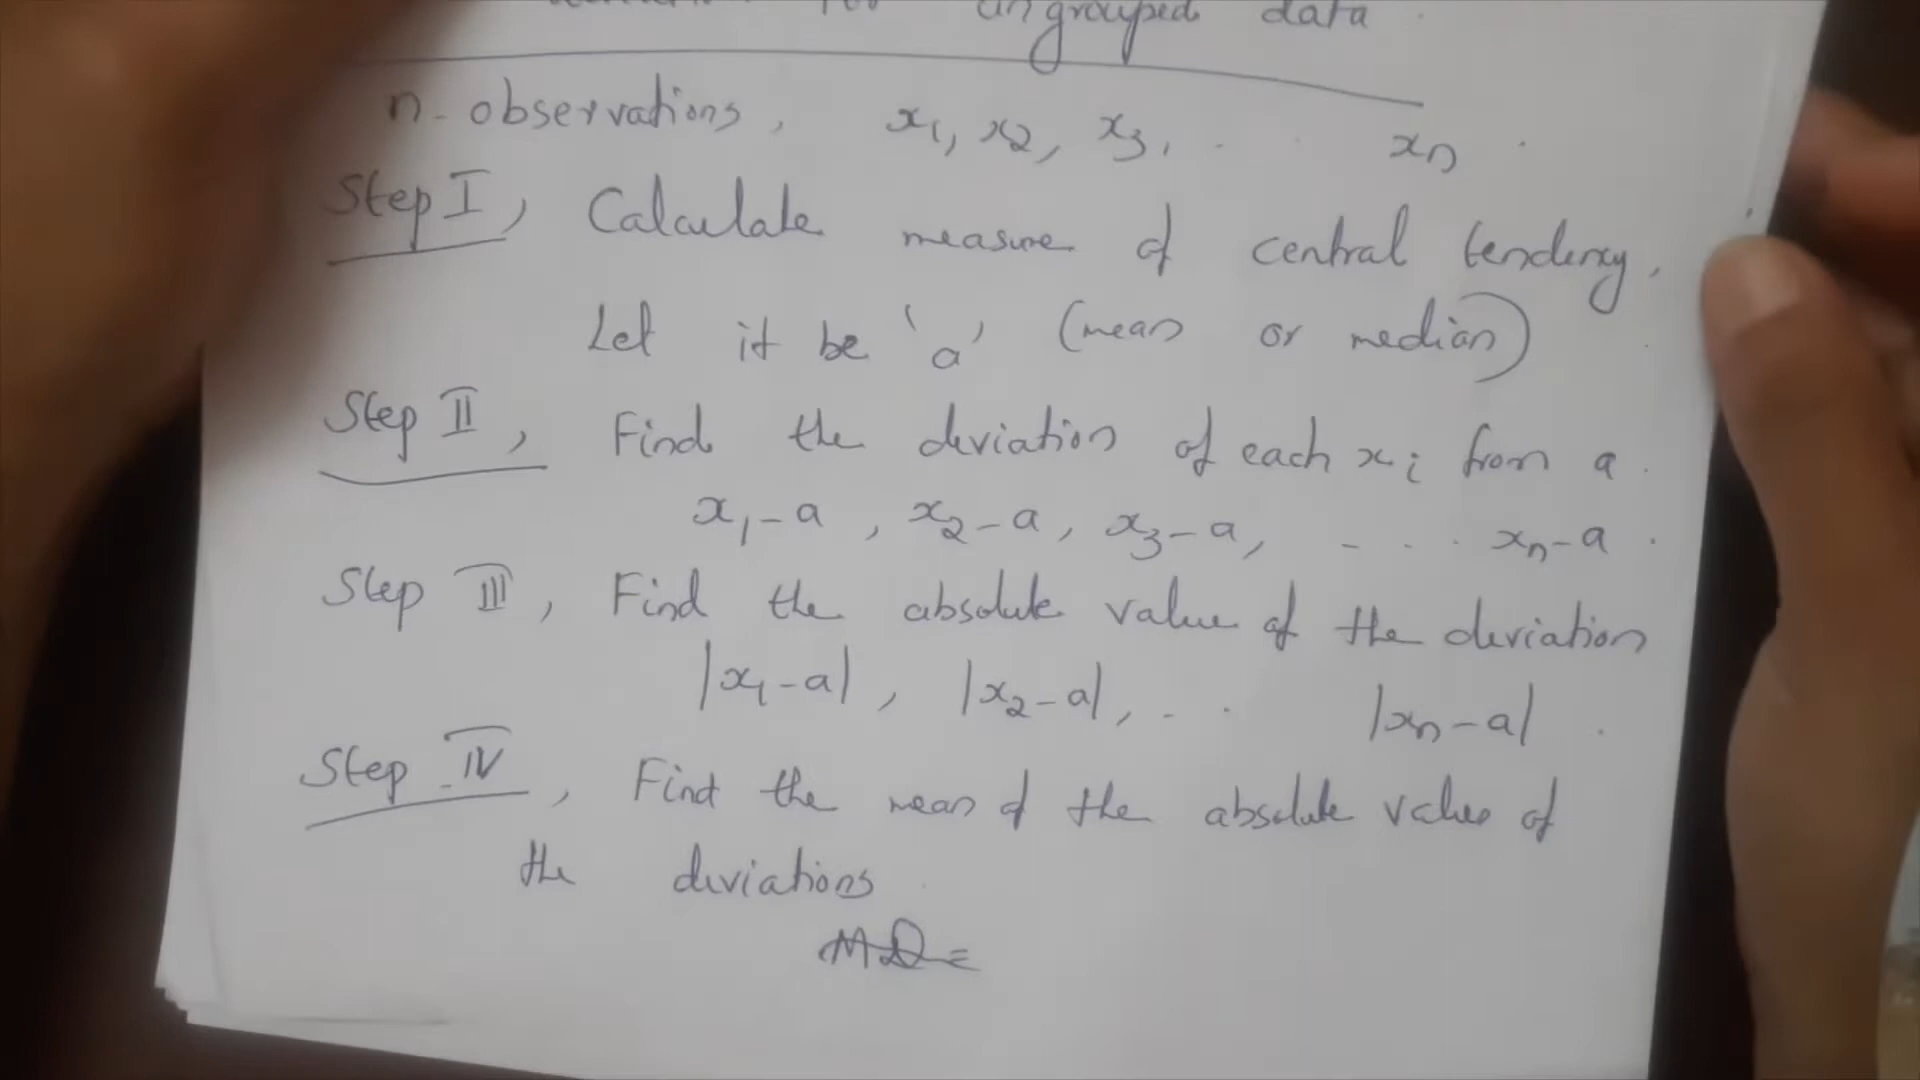 ungrouped data
n-observations, x₁, x₂, x₃, . . xₙ .
Step I, Calculate measure of central tendency.
Let it be 'a' (mean or median)
Step II, Find the deviation of each xᵢ from a.
x₁-a, x₂-a, x₃-a, - . . . xₙ-a .
Step III, Find the absolute value of the deviation
|x₁-a|, |x₂-a|, . . |xₙ-a| .
Step IV, Find the mean of the absolute values of
the deviations